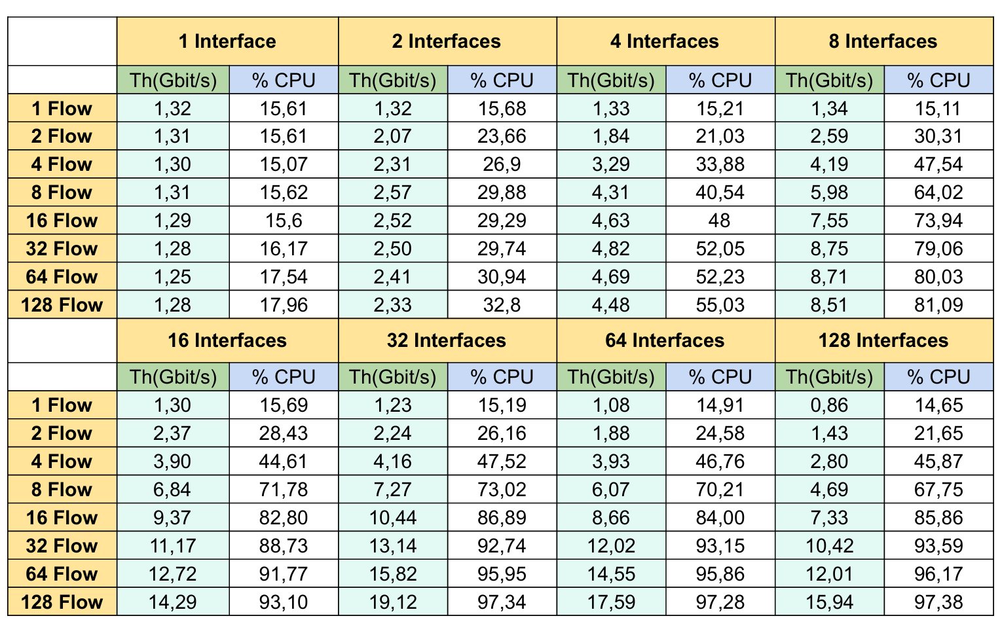 1 Interface 2 Interfaces 4 Interfaces 8 Interfaces
Th(Gbit/s) % CPU Th(Gbit/s) % CPU Th(Gbit/s) % CPU Th(Gbit/s) % CPU
1 Flow 1,32 15,61 1,32 15,68 1,33 15,21 1,34 15,11
2 Flow 1,31 15,61 2,07 23,66 1,84 21,03 2,59 30,31
4 Flow 1,30 15,07 2,31 26,9 3,29 33,88 4,19 47,54
8 Flow 1,31 15,62 2,57 29,88 4,31 40,54 5,98 64,02
16 Flow 1,29 15,6 2,52 29,29 4,63 48 7,55 73,94
32 Flow 1,28 16,17 2,50 29,74 4,82 52,05 8,75 79,06
64 Flow 1,25 17,54 2,41 30,94 4,69 52,23 8,71 80,03
128 Flow 1,28 17,96 2,33 32,8 4,48 55,03 8,51 81,09
16 Interfaces 32 Interfaces 64 Interfaces 128 Interfaces
Th(Gbit/s) % CPU Th(Gbit/s) % CPU Th(Gbit/s) % CPU Th(Gbit/s) % CPU
1 Flow 1,30 15,69 1,23 15,19 1,08 14,91 0,86 14,65
2 Flow 2,37 28,43 2,24 26,16 1,88 24,58 1,43 21,65
4 Flow 3,90 44,61 4,16 47,52 3,93 46,76 2,80 45,87
8 Flow 6,84 71,78 7,27 73,02 6,07 70,21 4,69 67,75
16 Flow 9,37 82,80 10,44 86,89 8,66 84,00 7,33 85,86
32 Flow 11,17 88,73 13,14 92,74 12,02 93,15 10,42 93,59
64 Flow 12,72 91,77 15,82 95,95 14,55 95,86 12,01 96,17
128 Flow 14,29 93,10 19,12 97,34 17,59 97,28 15,94 97,38